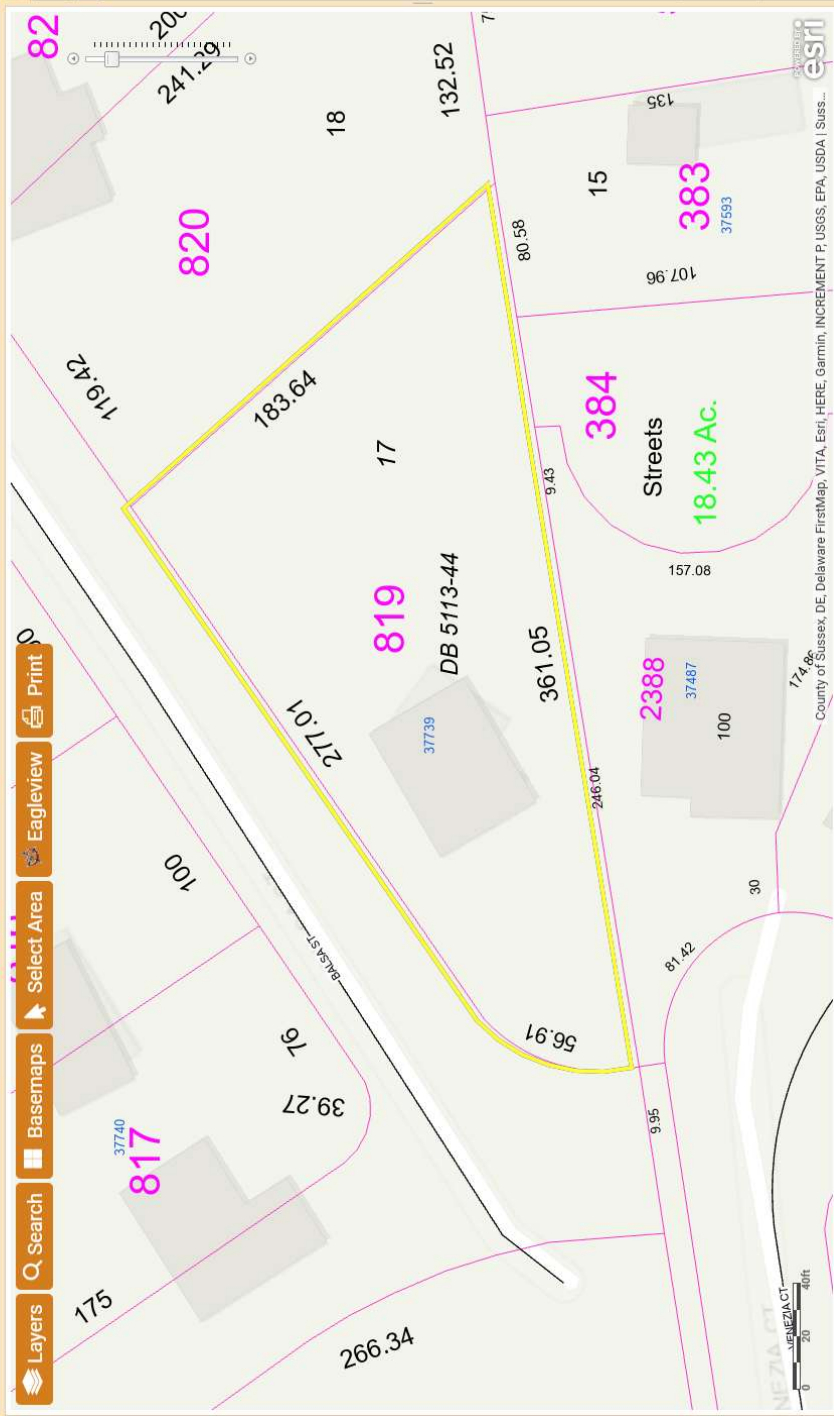 Layers
Search
Basemaps
Select Area
Eagleview
Print
175
37740
817
76
100
39.27
266.34
BALSA ST
277.01
119.42
820
82
200
241.29
18
183.64
132.52
17
819
DB 5113-44
37739
56.91
361.05
246.04
9.43
80.58
15
135
383
37593
107.96
384
Streets
18.43 Ac.
157.08
2388
37487
100
174.86
30
81.42
9.95
VENEZIA CT
NEZIA CT
0 20 40ft
County of Sussex, DE, Delaware FirstMap, VITA, Esri, HERE, Garmin, INCREMENT P, USGS, EPA, USDA | Suss...
POWERED BY
esri